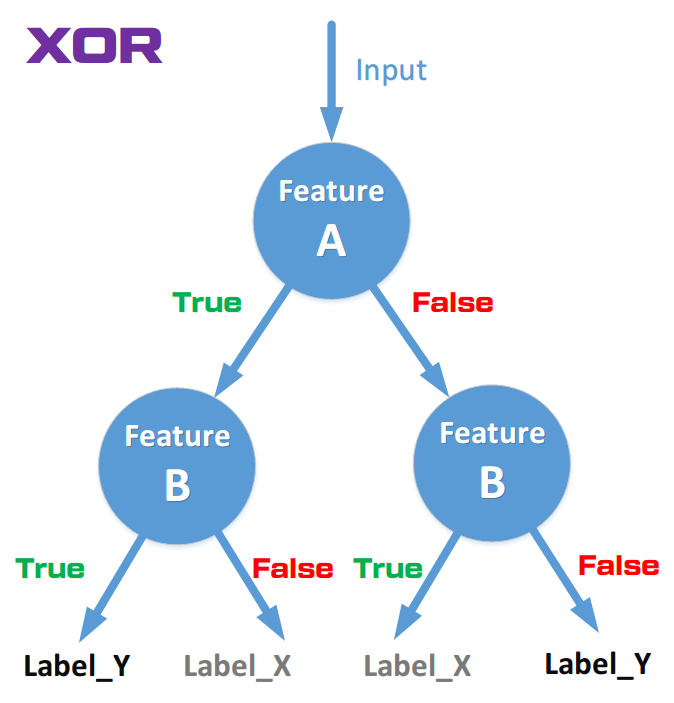 XOR
Input
Feature
A
True
False
Feature
B
Feature
B
True
False
True
False
Label_Y
Label_X
Label_X
Label_Y